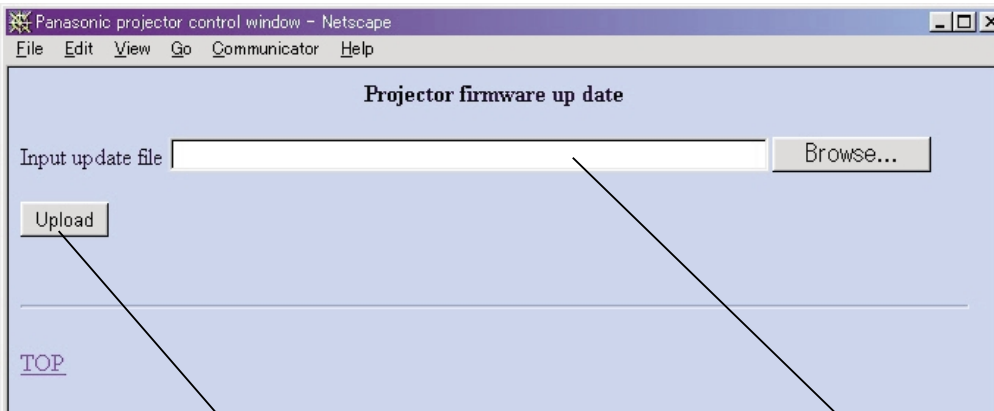 Panasonic projector control window - Netscape
File Edit View Go Communicator Help
Projector firmware up date
Input update file Browse...
Upload
TOP